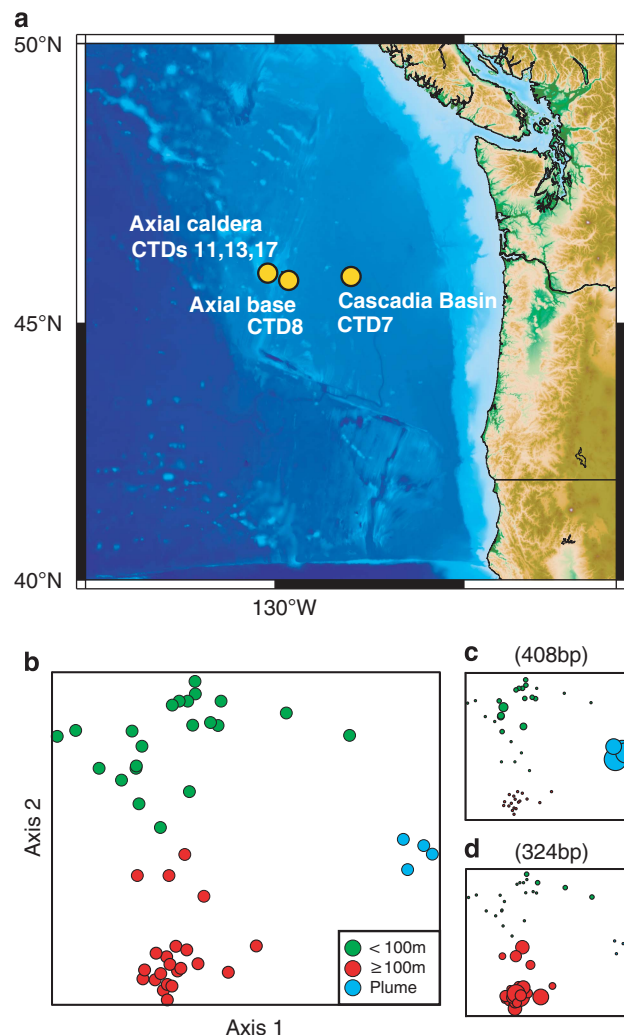 a
50°N
Axial caldera
CTDs 11,13,17
Axial base
CTD8
Cascadia Basin
CTD7
45°N
40°N
130°W
b
Axis 2
Axis 1
< 100m
≥ 100m
Plume
c (408bp)
d (324bp)